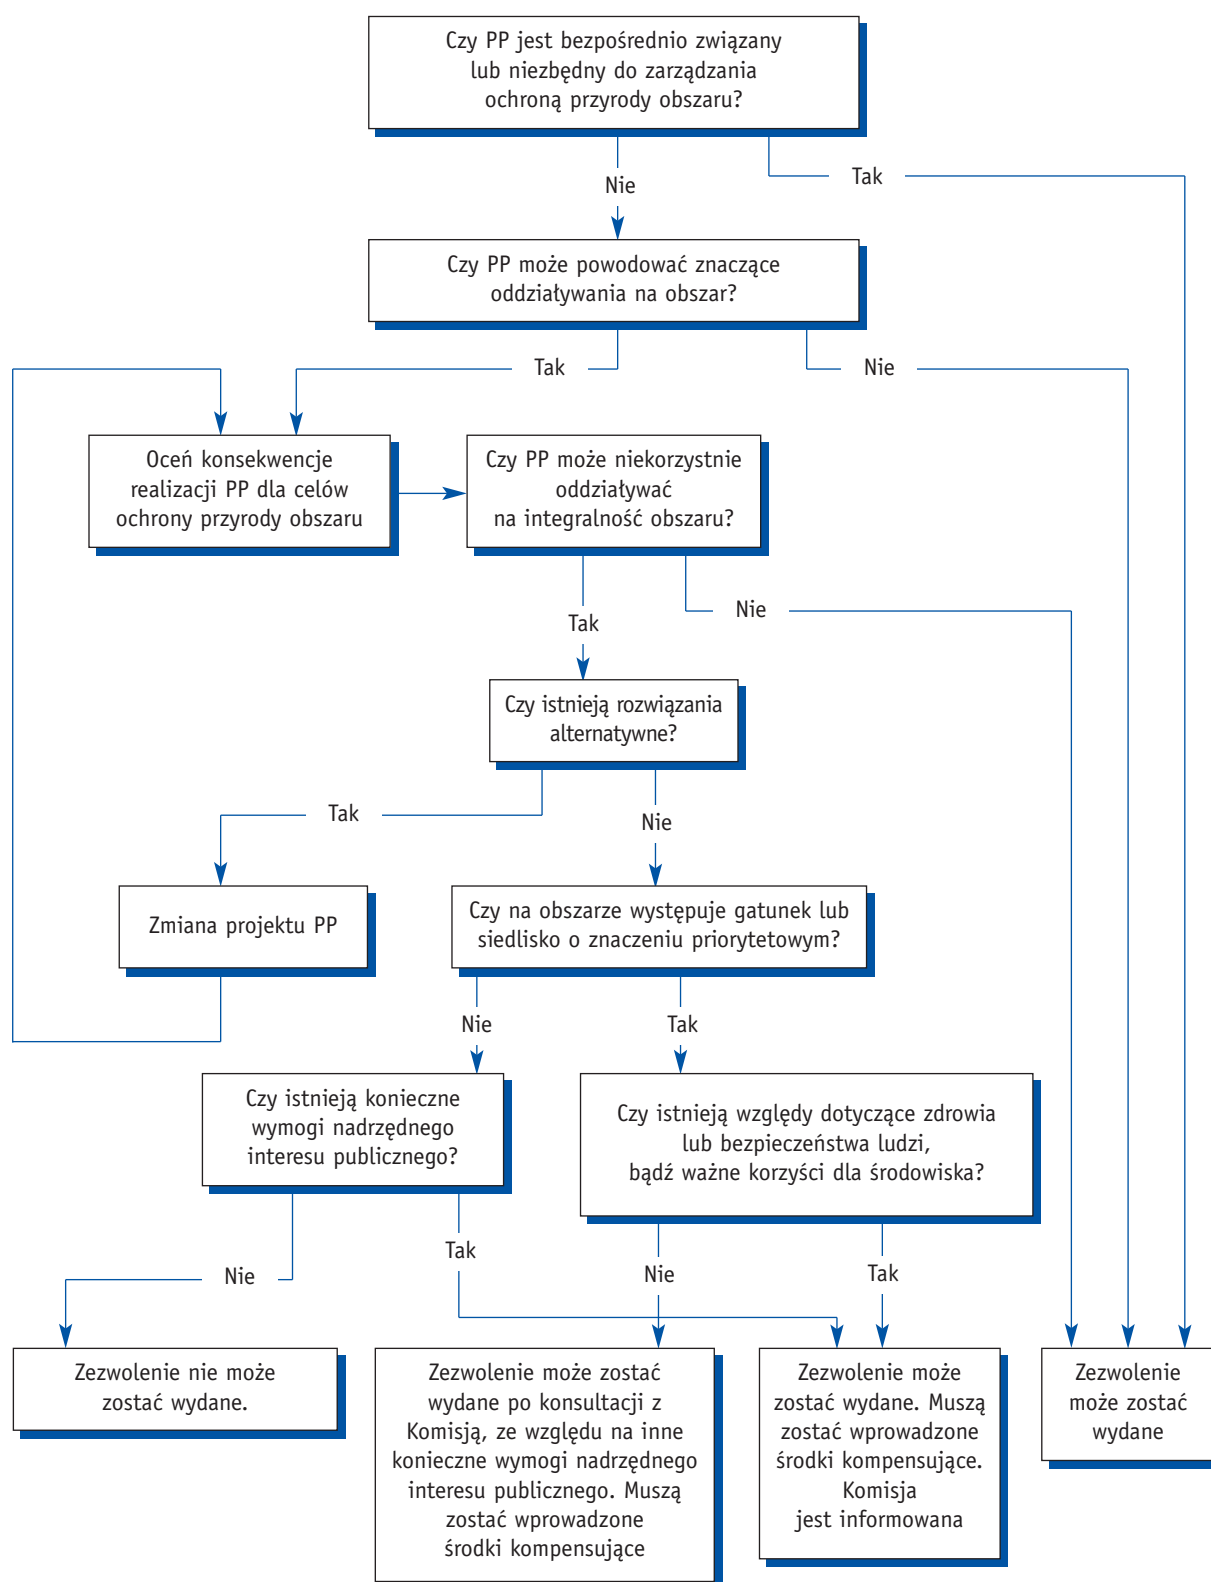 Czy PP jest bezpośrednio związany
lub niezbędny do zarządzania
ochroną przyrody obszaru?
Tak
Nie
Czy PP może powodować znaczące
oddziaływania na obszar?
Tak
Nie
Oceń konsekwencje
realizacji PP dla celów
ochrony przyrody obszaru
Czy PP może niekorzystnie
oddziaływać
na integralność obszaru?
Nie
Tak
Czy istnieją rozwiązania
alternatywne?
Tak
Nie
Zmiana projektu PP
Czy na obszarze występuje gatunek lub
siedlisko o znaczeniu priorytetowym?
Nie
Tak
Czy istnieją konieczne
wymogi nadrzędnego
interesu publicznego?
Czy istnieją względy dotyczące zdrowia
lub bezpieczeństwa ludzi,
bądź ważne korzyści dla środowiska?
Nie
Tak
Nie
Tak
Zezwolenie nie może
zostać wydane.
Zezwolenie może zostać
wydane po konsultacji z
Komisją, ze względu na inne
konieczne wymogi nadrzędnego
interesu publicznego. Muszą
zostać wprowadzone
środki kompensujące
Zezwolenie może
zostać wydane. Muszą
zostać wprowadzone
środki kompensujące.
Komisja
jest informowana
Zezwolenie
może zostać
wydane